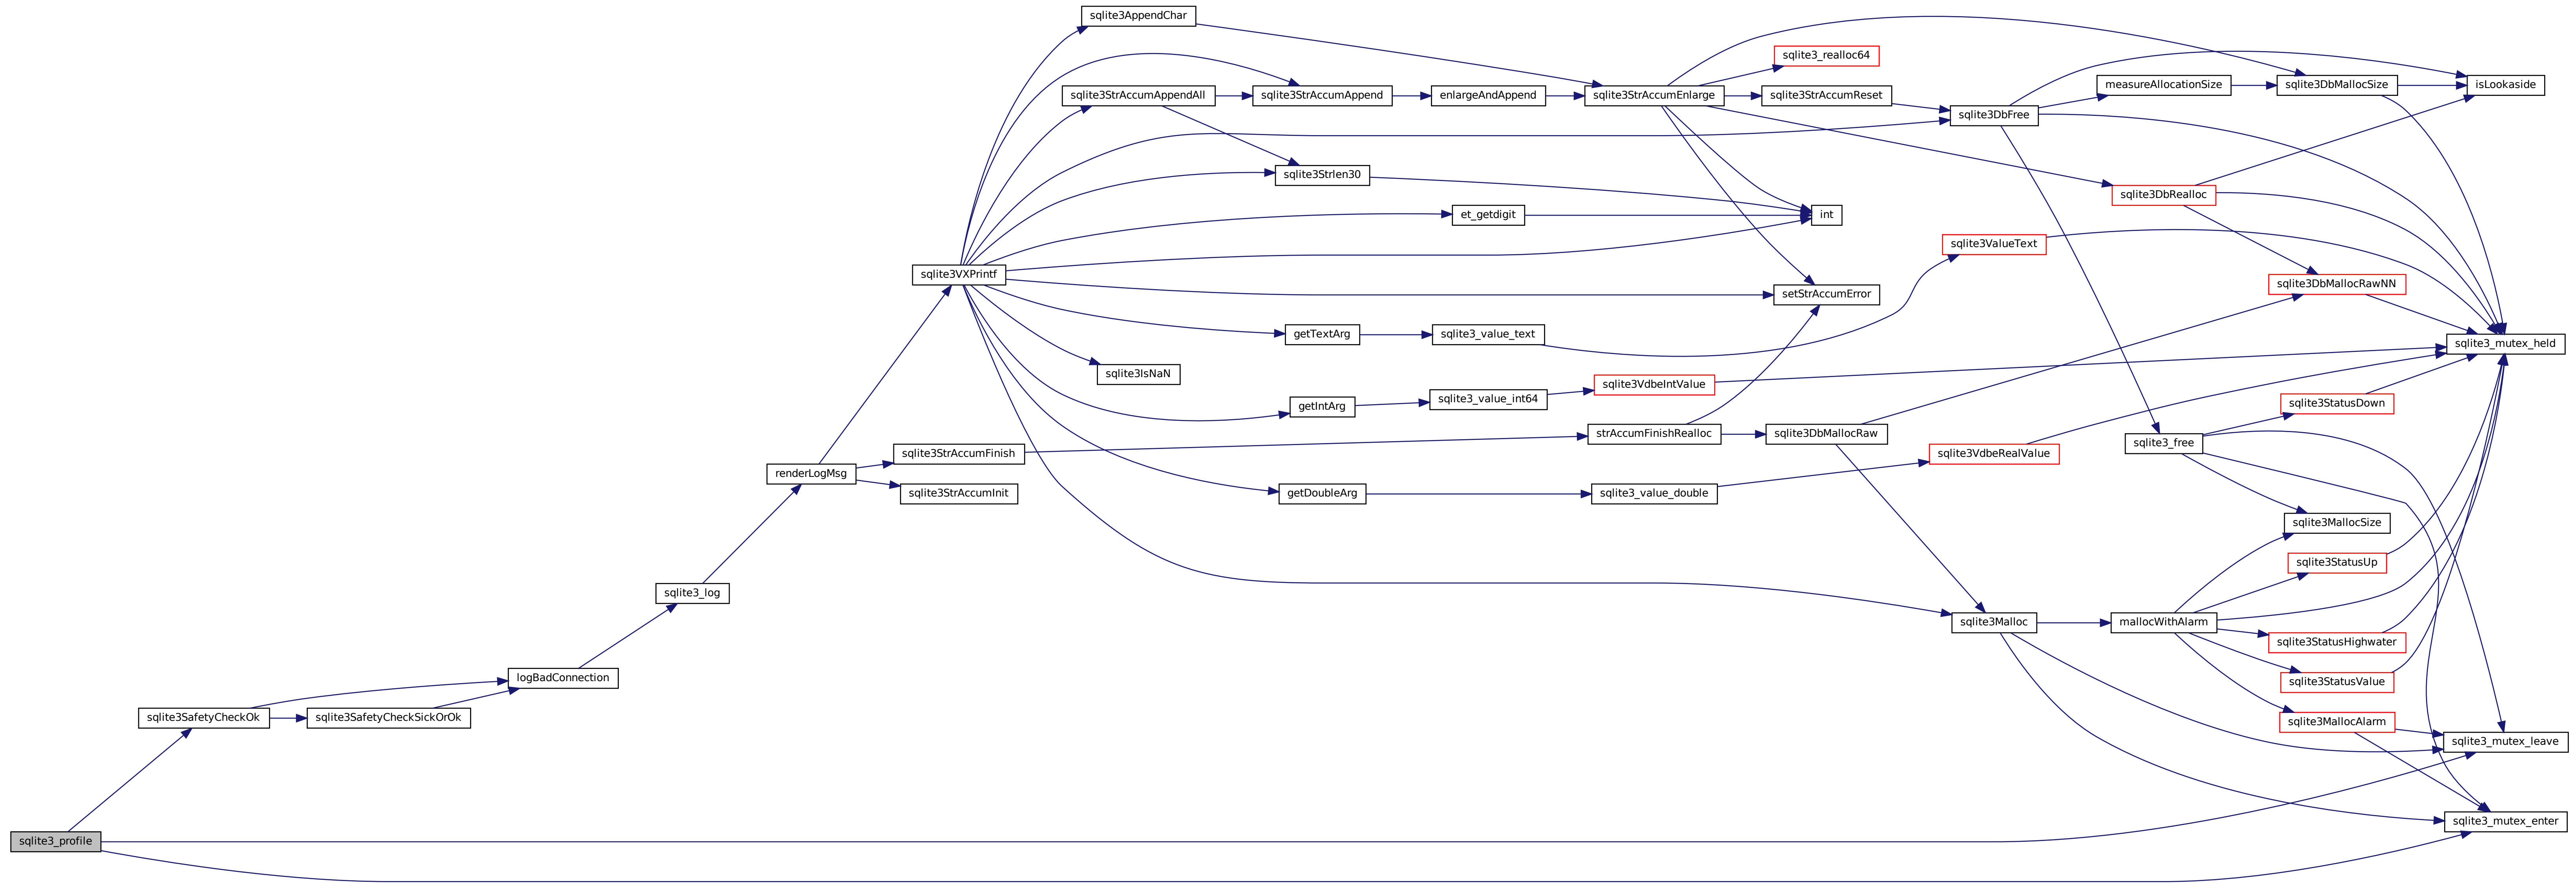 sqlite3_profile
sqlite3SafetyCheckOk
sqlite3SafetyCheckSickOrOk
logBadConnection
sqlite3_log
renderLogMsg
sqlite3StrAccumFinish
sqlite3StrAccumInit
sqlite3VXPrintf
sqlite3AppendChar
sqlite3StrAccumAppendAll
sqlite3IsNaN
sqlite3StrAccumAppend
sqlite3Strlen30
getTextArg
getIntArg
getDoubleArg
enlargeAndAppend
et_getdigit
sqlite3_value_text
sqlite3_value_int64
sqlite3StrAccumEnlarge
sqlite3VdbeIntValue
strAccumFinishRealloc
sqlite3_value_double
sqlite3_realloc64
sqlite3StrAccumReset
int
setStrAccumError
sqlite3DbMallocRaw
sqlite3DbFree
sqlite3ValueText
sqlite3VdbeRealValue
sqlite3Malloc
measureAllocationSize
sqlite3DbRealloc
sqlite3_free
mallocWithAlarm
sqlite3DbMallocSize
sqlite3DbMallocRawNN
sqlite3StatusDown
sqlite3MallocSize
sqlite3StatusUp
sqlite3StatusHighwater
sqlite3StatusValue
sqlite3MallocAlarm
isLookaside
sqlite3_mutex_held
sqlite3_mutex_leave
sqlite3_mutex_enter